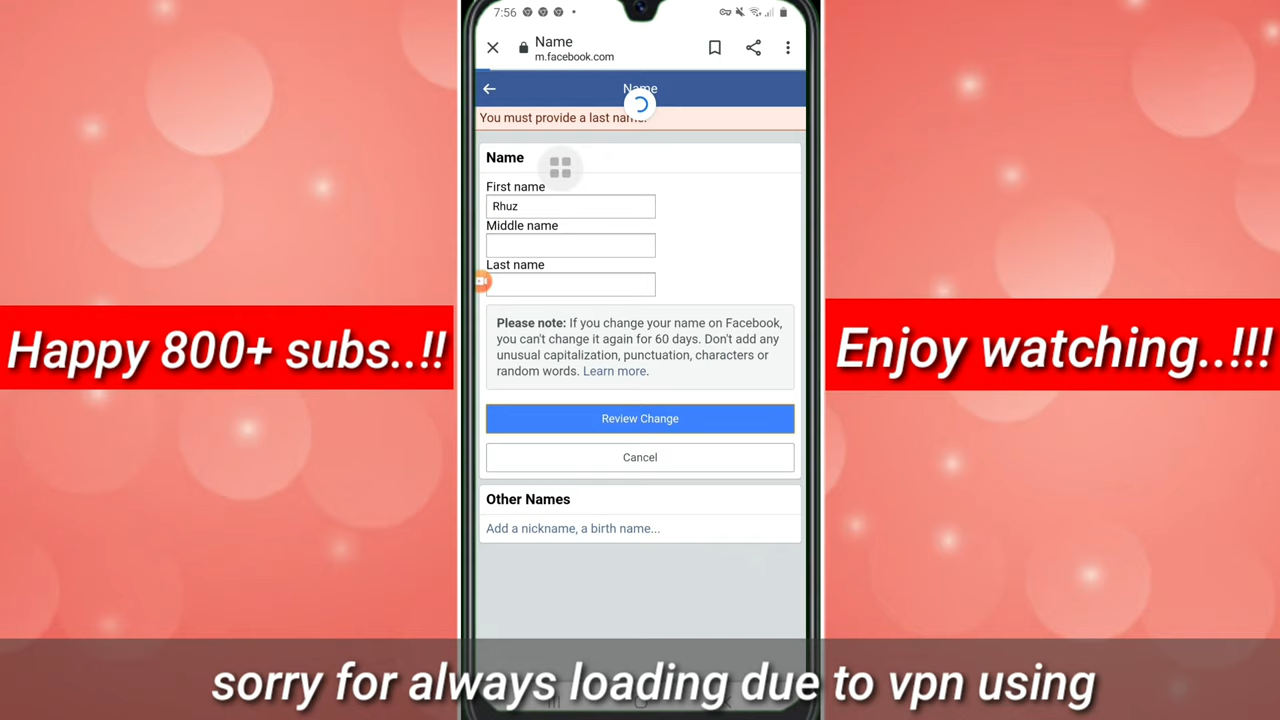 7:56
Name
m.facebook.com
Name
You must provide a last name.
Name
First name
Rhuz
Middle name
Last name
Please note: If you change your name on Facebook,
you can't change it again for 60 days. Don't add any
unusual capitalization, punctuation, characters or
random words. Learn more.
Review Change
Cancel
Other Names
Add a nickname, a birth name...
Happy 800+ subs..!!
Enjoy watching..!!!
sorry for always loading due to vpn using